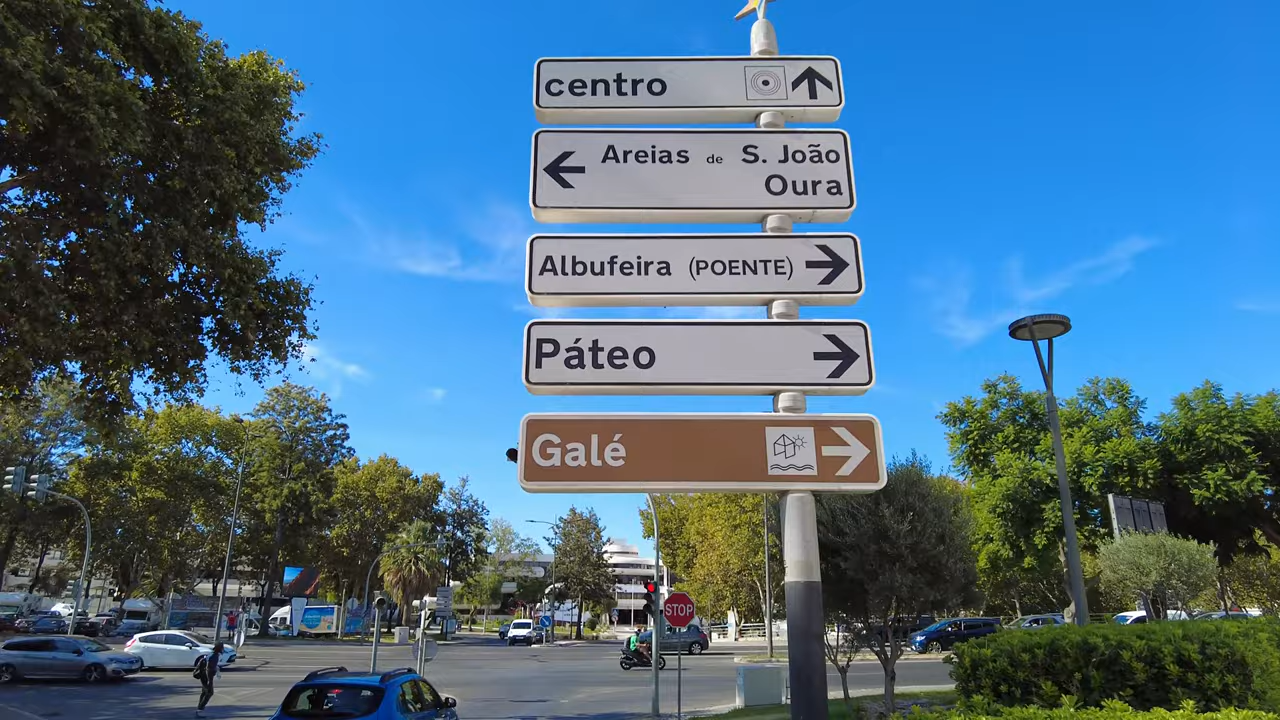 centro
Areias de S. João
Oura
Albufeira (POENTE)
Páteo
Galé
STOP